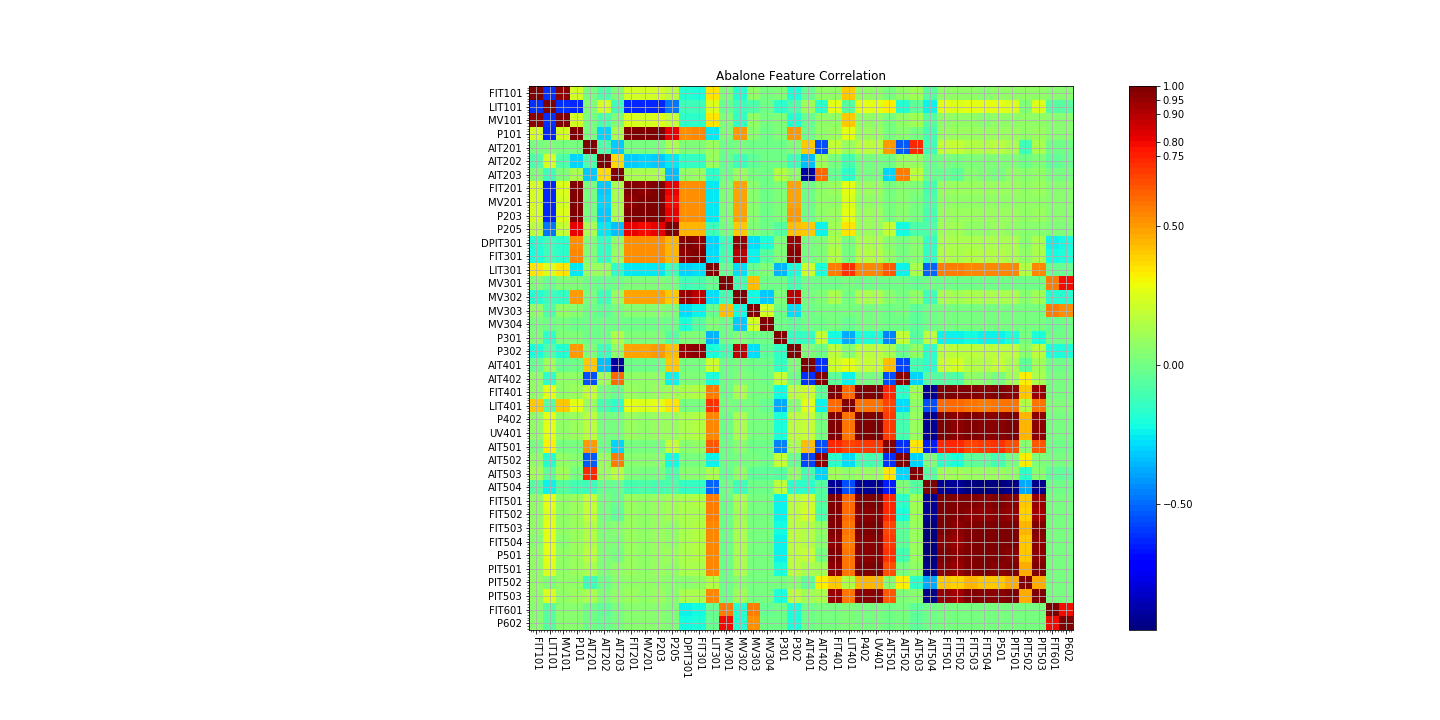 Abalone Feature Correlation
FIT101
LIT101
MV101
P101
AIT201
AIT202
AIT203
FIT201
MV201
P203
P205
DPIT301
FIT301
LIT301
MV301
MV302
MV303
MV304
P301
P302
AIT401
AIT402
FIT401
LIT401
P402
UV401
AIT501
AIT502
AIT503
AIT504
FIT501
FIT502
FIT503
FIT504
P501
PIT501
PIT502
PIT503
FIT601
P602
FIT101
LIT101
MV101
P101
AIT201
AIT202
AIT203
FIT201
MV201
P203
P205
DPIT301
FIT301
LIT301
MV301
MV302
MV303
MV304
P301
P302
AIT401
AIT402
FIT401
LIT401
P402
UV401
AIT501
AIT502
AIT503
AIT504
FIT501
FIT502
FIT503
FIT504
P501
PIT501
PIT502
PIT503
FIT601
P602
1.00
0.95
0.90
0.80
0.75
0.50
0.00
−0.50